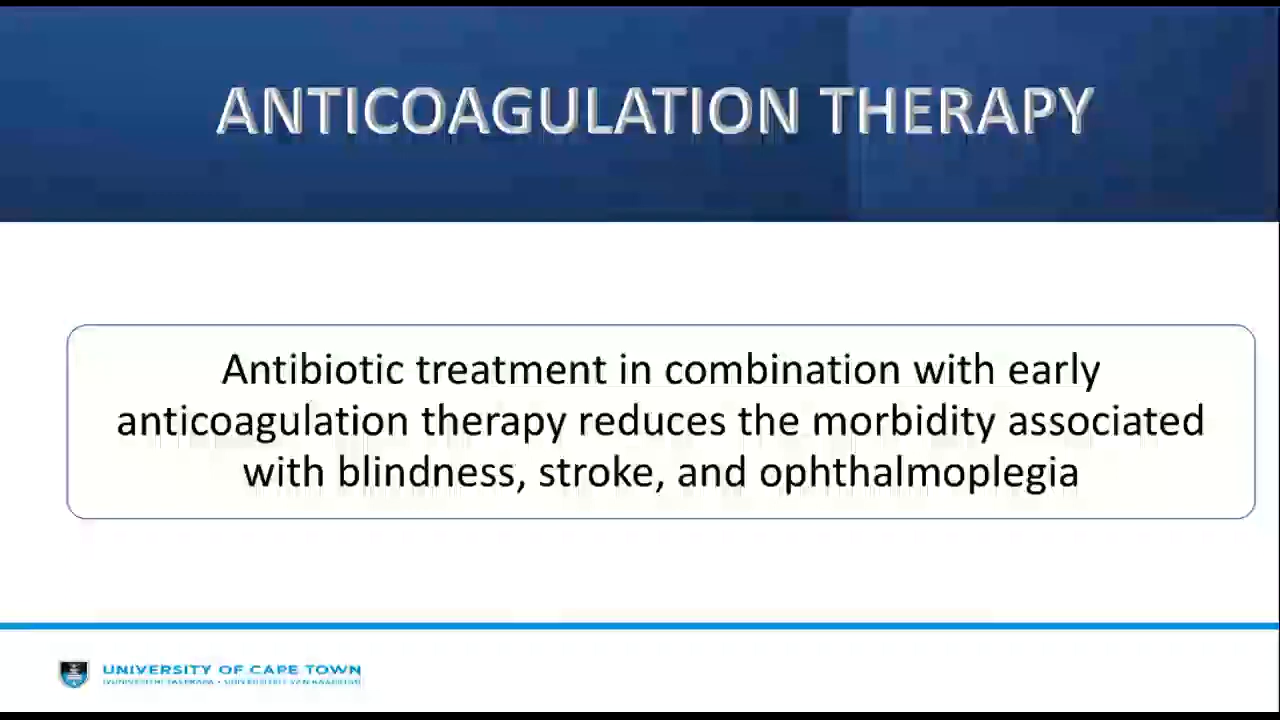 ANTICOAGULATION THERAPY
Antibiotic treatment in combination with early
anticoagulation therapy reduces the morbidity associated
with blindness, stroke, and ophthalmoplegia
UNIVERSITY OF CAPE TOWN